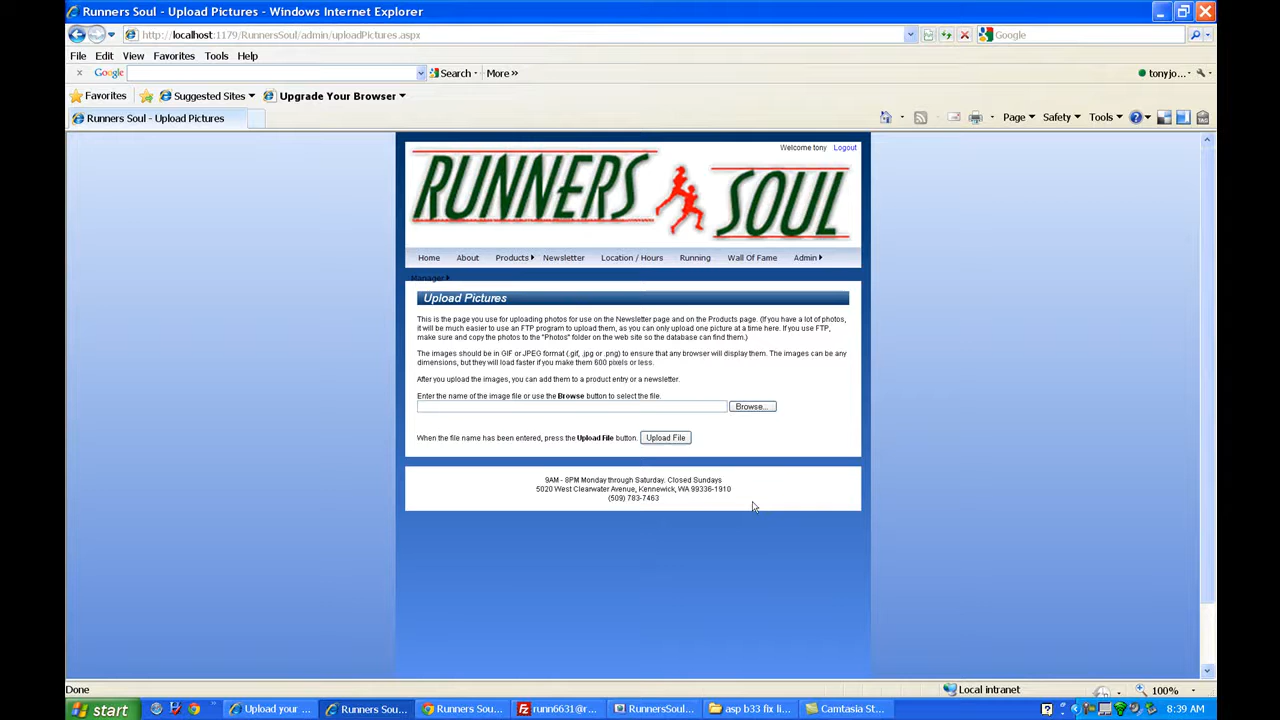 Runners Soul - Upload Pictures - Windows Internet Explorer
http://localhost:1179/RunnersSoul/admin/uploadPictures.aspx
Google
File Edit View Favorites Tools Help
x Google Search More »
tonyjo...
Favorites Suggested Sites Upgrade Your Browser
Runners Soul - Upload Pictures
Page Safety Tools
Welcome tony Logout
RUNNERS SOUL
Home About Products Newsletter Location / Hours Running Wall Of Fame Admin
Manager
Upload Pictures
This is the page you use for uploading photos for use on the Newsletter page and on the Products page. (If you have a lot of photos,
it will be much easier to use an FTP program to upload them, as you can only upload one picture at a time here. If you use FTP,
make sure and copy the photos to the "Photos" folder on the web site so the database can find them.)
The images should be in GIF or JPEG format (.gif, .jpg or .png) to ensure that any browser will display them. The images can be any
dimensions, but they will load faster if you make them 600 pixels or less.
After you upload the images, you can add them to a product entry or a newsletter.
Enter the name of the image file or use the Browse button to select the file.
Browse...
When the file name has been entered, press the Upload File button. Upload File
9AM - 8PM Monday through Saturday. Closed Sundays
5020 West Clearwater Avenue, Kennewick, WA 99336-1910
(509) 783-7463
Done
Local intranet
100%
start
Upload your ...
Runners Sou...
Runners Sou...
runn6631@r...
RunnersSoul...
asp b33 fix li...
Camtasia St...
8:39 AM